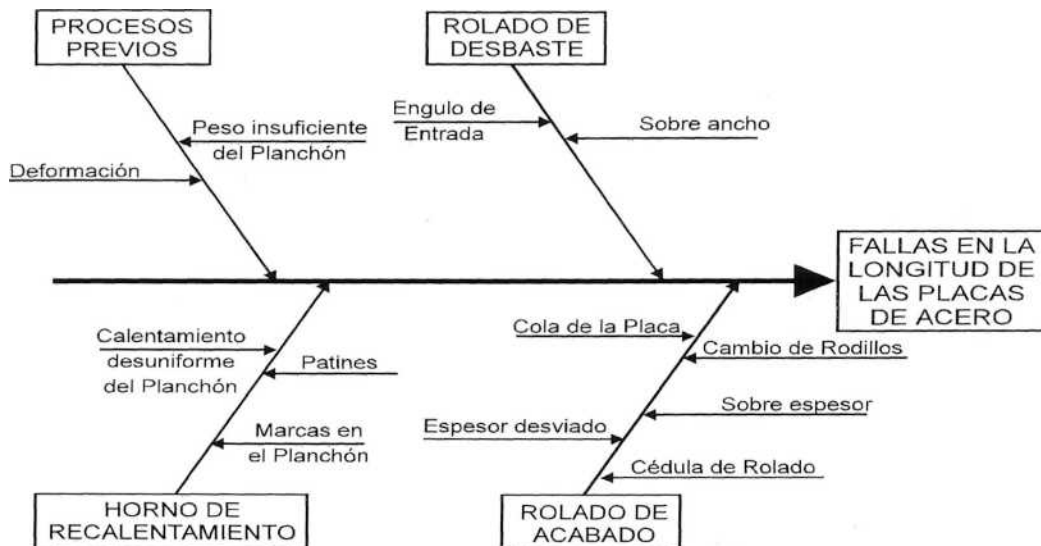 PROCESOS
PREVIOS
Peso insuficiente
del Planchón
Deformación
ROLADO DE
DESBASTE
Engulo de
Entrada
Sobre ancho
FALLAS EN LA
LONGITUD DE
LAS PLACAS
DE ACERO
Calentamiento
desuniforme
del Planchón
Patines
Marcas en
el Planchón
HORNO DE
RECALENTAMIENTO
Cola de la Placa
Cambio de Rodillos
Sobre espesor
Espesor desviado
Cédula de Rolado
ROLADO DE
ACABADO